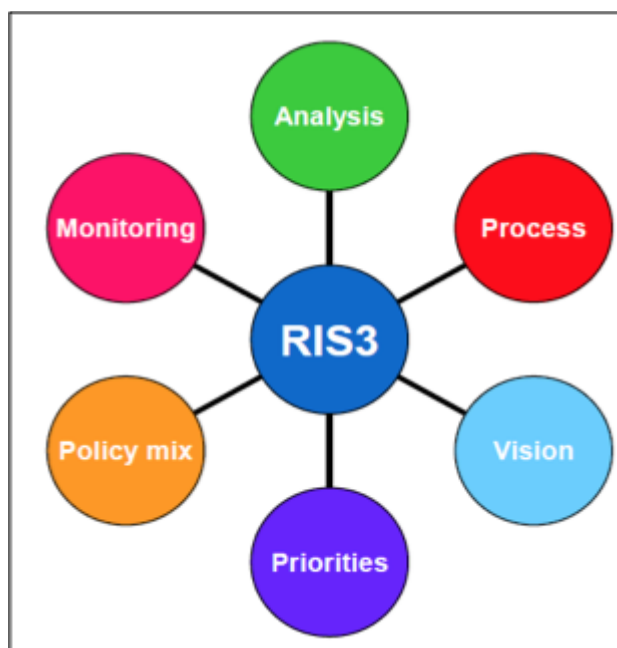 Analysis
Monitoring
Process
RIS3
Policy mix
Vision
Priorities